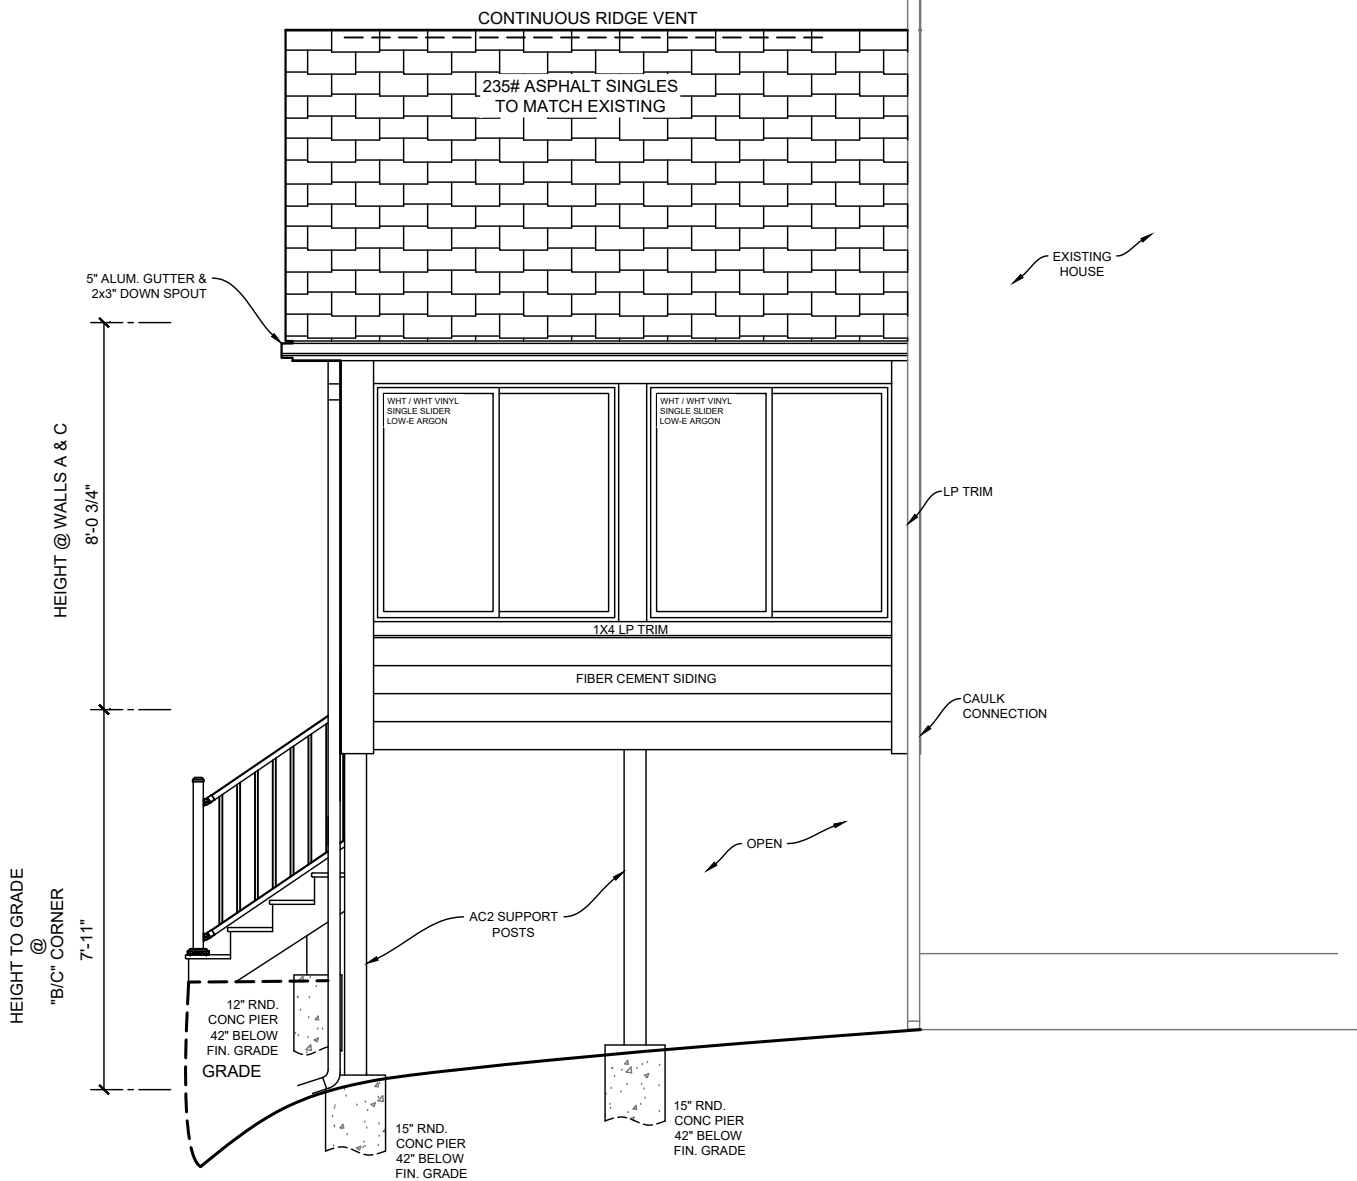 CONTINUOUS RIDGE VENT
235# ASPHALT SINGLES
TO MATCH EXISTING
EXISTING
HOUSE
5" ALUM. GUTTER &
2x3" DOWN SPOUT
WHT / WHT VINYL
SINGLE SLIDER
LOW-E ARGON
WHT / WHT VINYL
SINGLE SLIDER
LOW-E ARGON
HEIGHT @ WALLS A & C
8'-0 3/4"
LP TRIM
1X4 LP TRIM
FIBER CEMENT SIDING
CAULK
CONNECTION
OPEN
AC2 SUPPORT
POSTS
HEIGHT TO GRADE
@
"B/C" CORNER
7'-11"
12" RND.
CONC PIER
42" BELOW
FIN. GRADE
GRADE
15" RND.
CONC PIER
42" BELOW
FIN. GRADE
15" RND.
CONC PIER
42" BELOW
FIN. GRADE